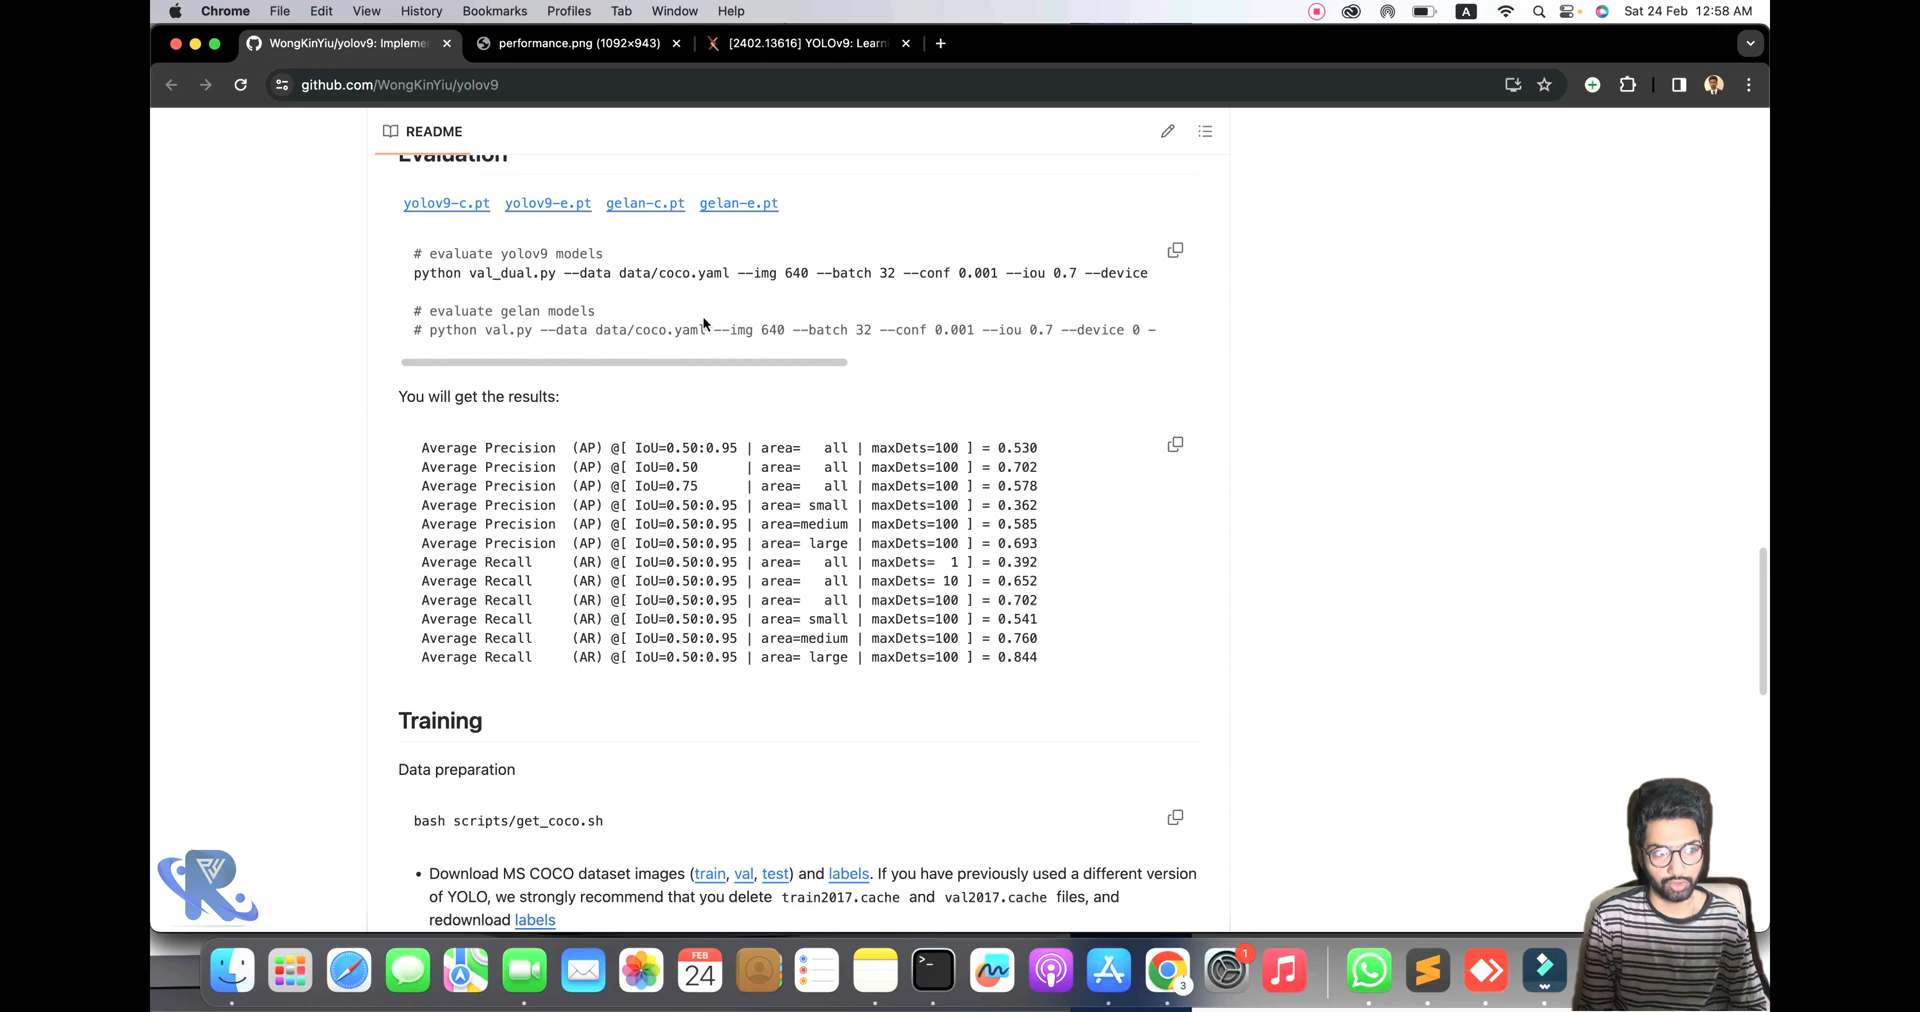 Chrome File Edit View History Bookmarks Profiles Tab Window Help A Sat 24 Feb 12:58 AM
WongKinYiu/yolov9: Impleme performance.png (1092×943) [2402.13616] YOLOv9: Learni
github.com/WongKinYiu/yolov9
README
Evaluation
yolov9-c.pt yolov9-e.pt gelan-c.pt gelan-e.pt
# evaluate yolov9 models
python val_dual.py --data data/coco.yaml --img 640 --batch 32 --conf 0.001 --iou 0.7 --device
# evaluate gelan models
# python val.py --data data/coco.yaml --img 640 --batch 32 --conf 0.001 --iou 0.7 --device 0 -
You will get the results:
Average Precision (AP) @[ IoU=0.50:0.95 | area= all | maxDets=100 ] = 0.530
Average Precision (AP) @[ IoU=0.50 | area= all | maxDets=100 ] = 0.702
Average Precision (AP) @[ IoU=0.75 | area= all | maxDets=100 ] = 0.578
Average Precision (AP) @[ IoU=0.50:0.95 | area= small | maxDets=100 ] = 0.362
Average Precision (AP) @[ IoU=0.50:0.95 | area=medium | maxDets=100 ] = 0.585
Average Precision (AP) @[ IoU=0.50:0.95 | area= large | maxDets=100 ] = 0.693
Average Recall (AR) @[ IoU=0.50:0.95 | area= all | maxDets= 1 ] = 0.392
Average Recall (AR) @[ IoU=0.50:0.95 | area= all | maxDets= 10 ] = 0.652
Average Recall (AR) @[ IoU=0.50:0.95 | area= all | maxDets=100 ] = 0.702
Average Recall (AR) @[ IoU=0.50:0.95 | area= small | maxDets=100 ] = 0.541
Average Recall (AR) @[ IoU=0.50:0.95 | area=medium | maxDets=100 ] = 0.760
Average Recall (AR) @[ IoU=0.50:0.95 | area= large | maxDets=100 ] = 0.844
Training
Data preparation
bash scripts/get_coco.sh
• Download MS COCO dataset images (train, val, test) and labels. If you have previously used a different version
of YOLO, we strongly recommend that you delete train2017.cache and val2017.cache files, and
redownload labels
FEB
24
3
1